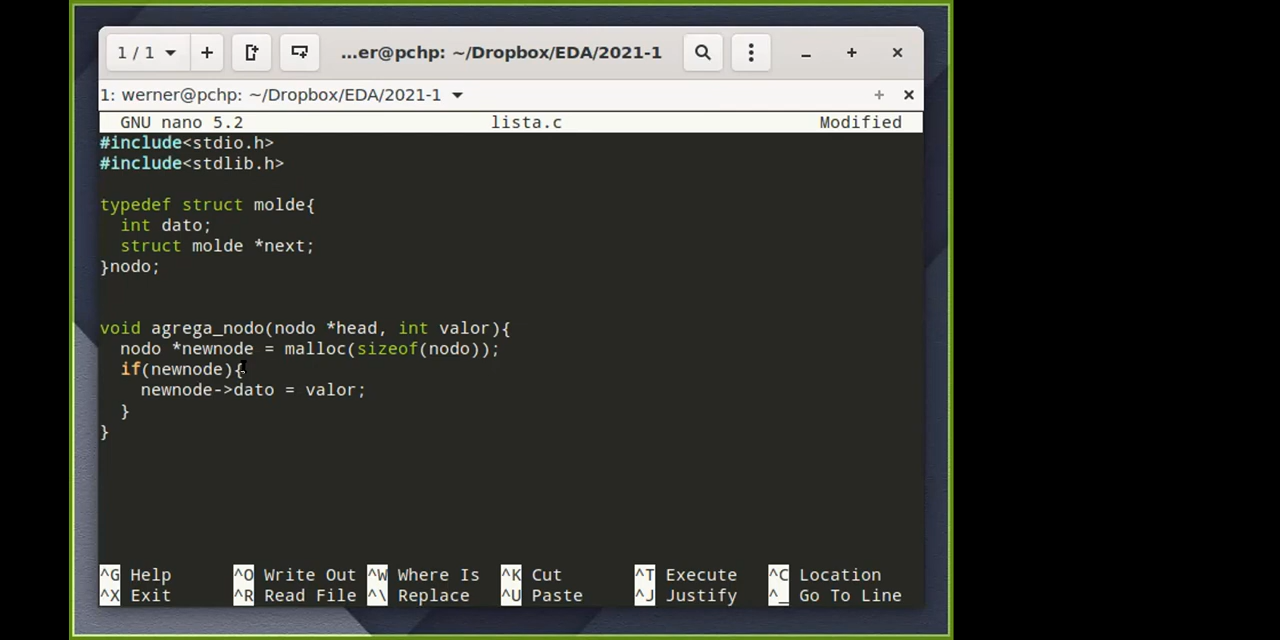 1 / 1 + ...er@pchp: ~/Dropbox/EDA/2021-1
1: werner@pchp: ~/Dropbox/EDA/2021-1
GNU nano 5.2 lista.c Modified
#include<stdio.h>
#include<stdlib.h>
typedef struct molde{
  int dato;
  struct molde *next;
}nodo;
void agrega_nodo(nodo *head, int valor){
  nodo *newnode = malloc(sizeof(nodo));
  if(newnode){
    newnode->dato = valor;
  }
}
^G Help ^O Write Out ^W Where Is ^K Cut ^T Execute ^C Location
^X Exit ^R Read File ^\ Replace ^U Paste ^J Justify ^_ Go To Line